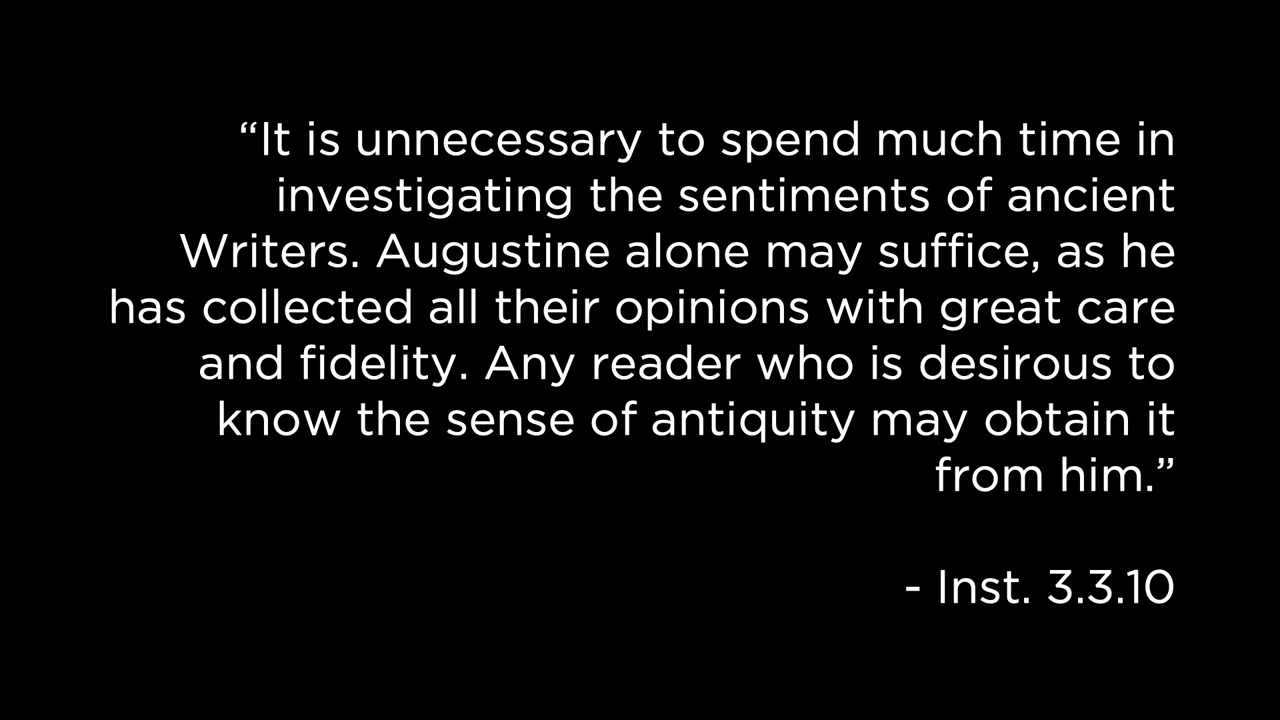 “It is unnecessary to spend much time in
investigating the sentiments of ancient
Writers. Augustine alone may suffice, as he
has collected all their opinions with great care
and fidelity. Any reader who is desirous to
know the sense of antiquity may obtain it
from him.”
- Inst. 3.3.10